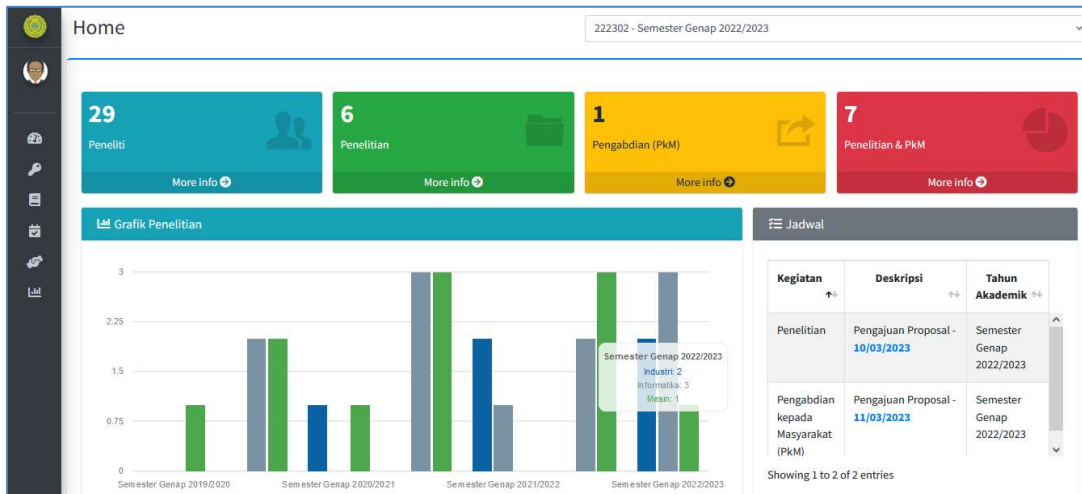 Home
222302 - Semester Genap 2022/2023
29
Peneliti
More info
6
Penelitian
More info
1
Pengabdian (PkM)
More info
7
Penelitian & PkM
More info
Grafik Penelitian
3
2.25
1.5
0.75
0
Semester Genap 2019/2020
Semester Genap 2020/2021
Semester Genap 2021/2022
Semester Genap 2022/2023
Semester Genap 2022/2023
Industri: 2
Informatika: 3
Mesin: 1
Jadwal
Kegiatan
Deskripsi
Tahun
Akademik
Penelitian
Pengajuan Proposal -
10/03/2023
Semester
Genap
2022/2023
Pengabdian
kepada
Masyarakat
(PkM)
Pengajuan Proposal -
11/03/2023
Semester
Genap
2022/2023
Showing 1 to 2 of 2 entries